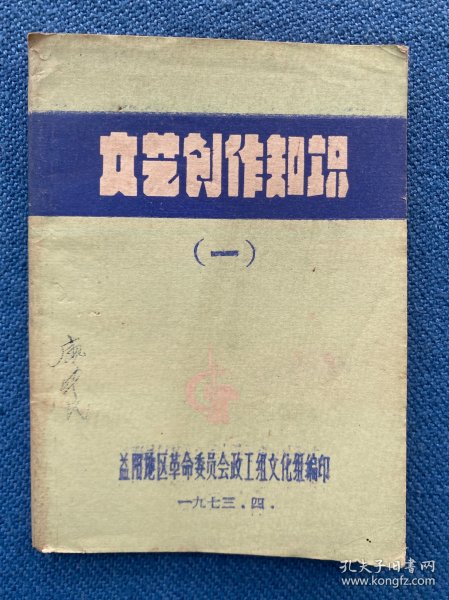 文艺创作知识
（一）
益阳地区革命委员会政工组文化组编印
一九七三.四.
孔夫子旧书网
www.kongfz.com